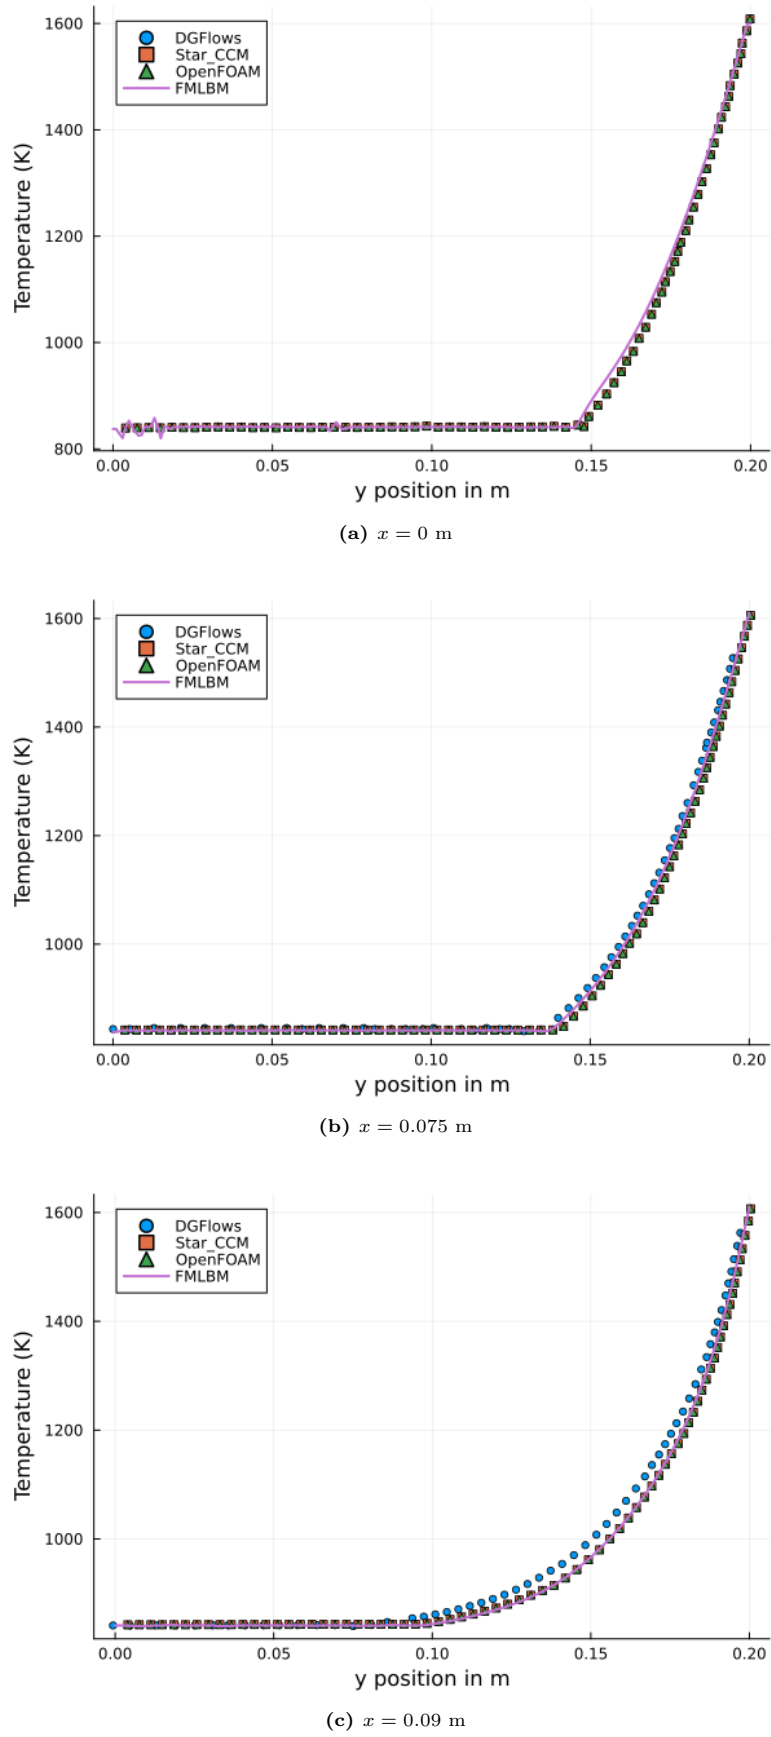 1600
1400
1200
1000
800
Temperature (K)
DGFlows
Star_CCM
OpenFOAM
FMLBM
0.00 0.05 0.10 0.15 0.20
y position in m
(a) x = 0 m
1600
1400
1200
1000
Temperature (K)
DGFlows
Star_CCM
OpenFOAM
FMLBM
0.00 0.05 0.10 0.15 0.20
y position in m
(b) x = 0.075 m
1600
1400
1200
1000
Temperature (K)
DGFlows
Star_CCM
OpenFOAM
FMLBM
0.00 0.05 0.10 0.15 0.20
y position in m
(c) x = 0.09 m